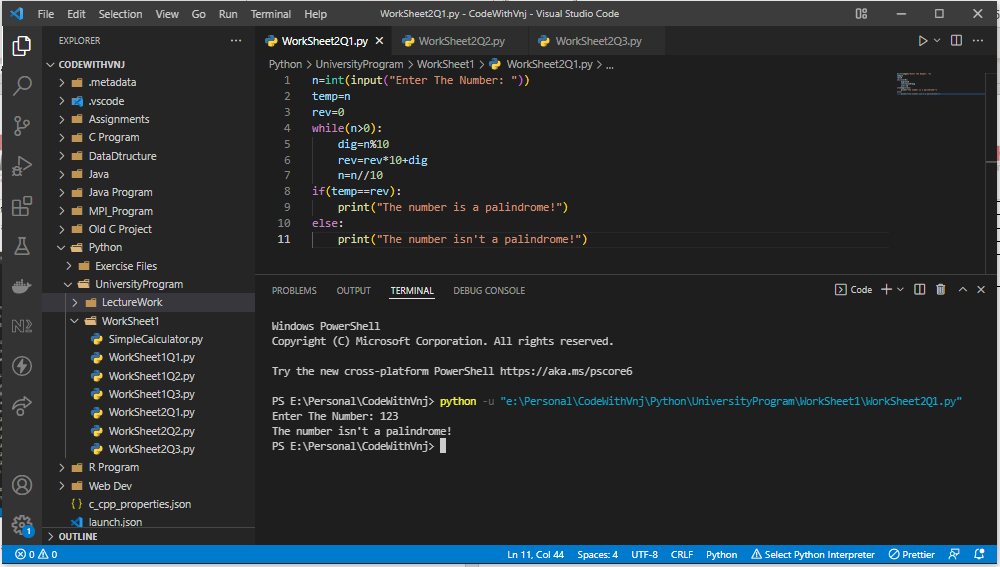 File Edit Selection View Go Run Terminal Help WorkSheet2Q1.py - CodeWithVnj - Visual Studio Code
EXPLORER
CODEWITHVNJ
.metadata
.vscode
Assignments
C Program
DataDtructure
Java
Java Program
MPI_Program
Old C Project
Python
Exercise Files
UniversityProgram
LectureWork
WorkSheet1
SimpleCalculator.py
WorkSheet1Q1.py
WorkSheet1Q2.py
WorkSheet1Q3.py
WorkSheet2Q1.py
WorkSheet2Q2.py
WorkSheet2Q3.py
R Program
Web Dev
{ } c_cpp_properties.json
launch.json
OUTLINE
1
WorkSheet2Q1.py WorkSheet2Q2.py WorkSheet2Q3.py
Python > UniversityProgram > WorkSheet1 > WorkSheet2Q1.py > ...
1 n=int(input("Enter The Number: "))
2 temp=n
3 rev=0
4 while(n>0):
5 dig=n%10
6 rev=rev*10+dig
7 n=n//10
8 if(temp==rev):
9 print("The number is a palindrome!")
10 else:
11 print("The number isn't a palindrome!")
PROBLEMS OUTPUT TERMINAL DEBUG CONSOLE Code
Windows PowerShell
Copyright (C) Microsoft Corporation. All rights reserved.
Try the new cross-platform PowerShell https://aka.ms/pscore6
PS E:\Personal\CodeWithVnj> python -u "e:\Personal\CodeWithVnj\Python\UniversityProgram\WorkSheet1\WorkSheet2Q1.py"
Enter The Number: 123
The number isn't a palindrome!
PS E:\Personal\CodeWithVnj>
0 0 Ln 11, Col 44 Spaces: 4 UTF-8 CRLF Python Select Python Interpreter Prettier